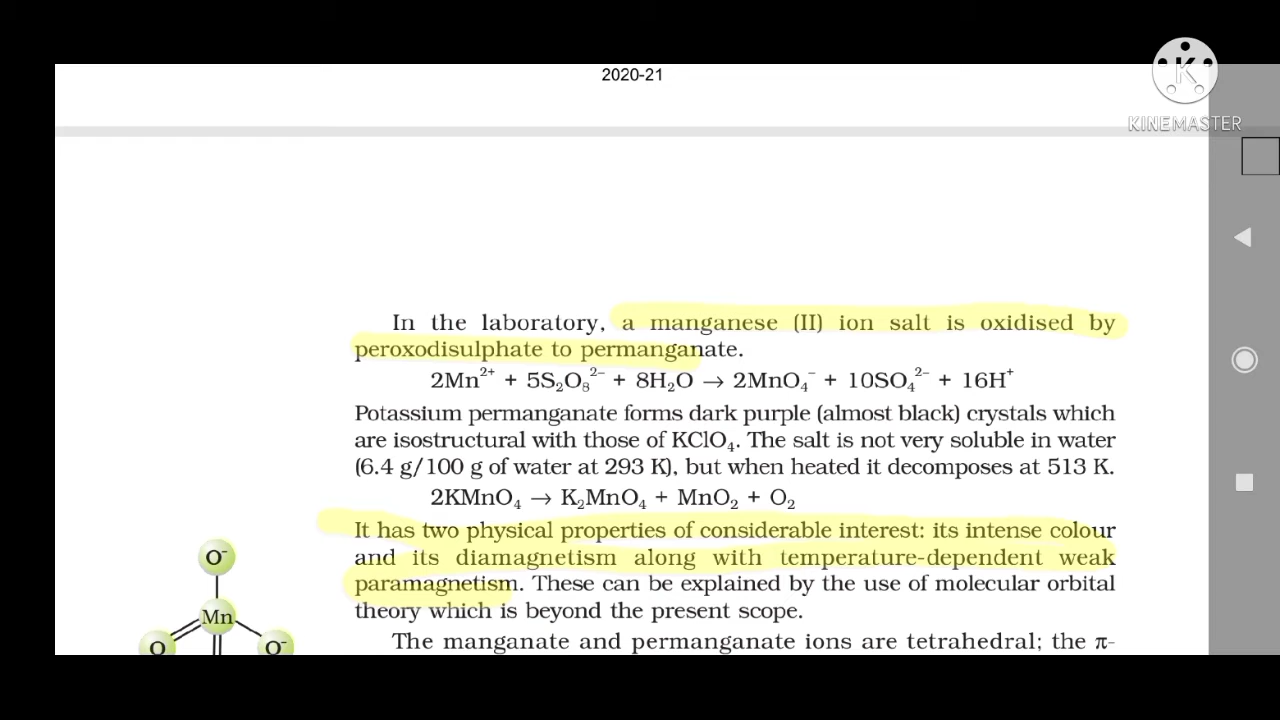 2020-21
KINEMASTER
In the laboratory, a manganese (II) ion salt is oxidised by
peroxodisulphate to permanganate.
2Mn²⁺ + 5S₂O₈²⁻ + 8H₂O → 2MnO₄⁻ + 10SO₄²⁻ + 16H⁺
Potassium permanganate forms dark purple (almost black) crystals which
are isostructural with those of KClO₄. The salt is not very soluble in water
(6.4 g/100 g of water at 293 K), but when heated it decomposes at 513 K.
2KMnO₄ → K₂MnO₄ + MnO₂ + O₂
It has two physical properties of considerable interest: its intense colour
and its diamagnetism along with temperature-dependent weak
paramagnetism. These can be explained by the use of molecular orbital
theory which is beyond the present scope.
The manganate and permanganate ions are tetrahedral; the π-
O⁻
Mn
O O⁻